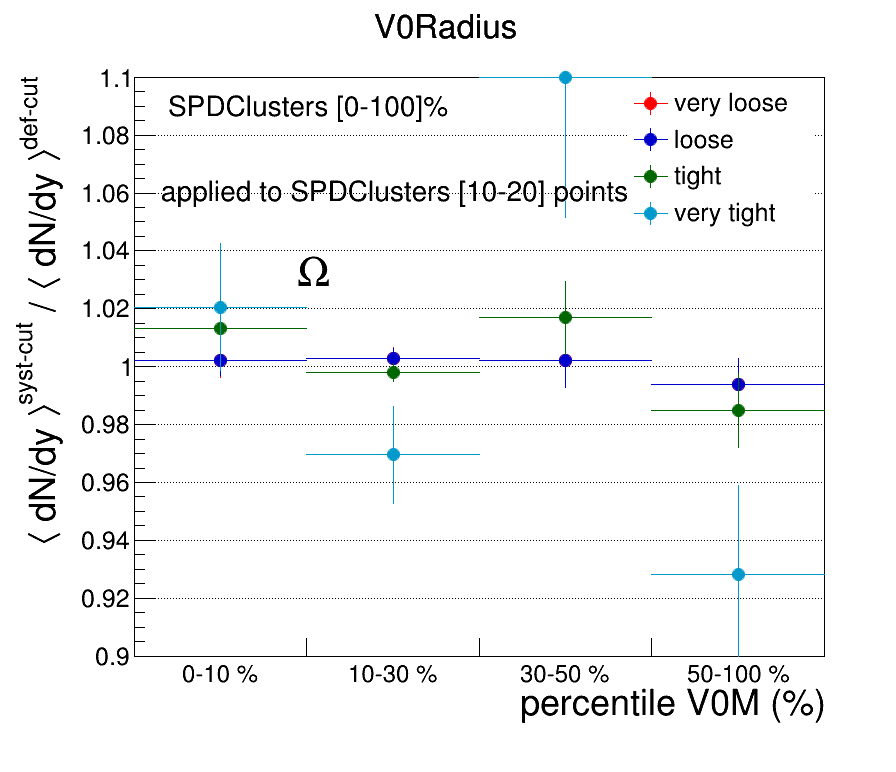 V0Radius
SPDClusters [0-100]%
applied to SPDClusters [10-20] points
Ω
very loose
loose
tight
very tight
⟨ dN/dy ⟩^syst-cut / ⟨ dN/dy ⟩^def-cut
1.1
1.08
1.06
1.04
1.02
1
0.98
0.96
0.94
0.92
0.9
0-10 % 10-30 % 30-50 % 50-100 %
percentile V0M (%)